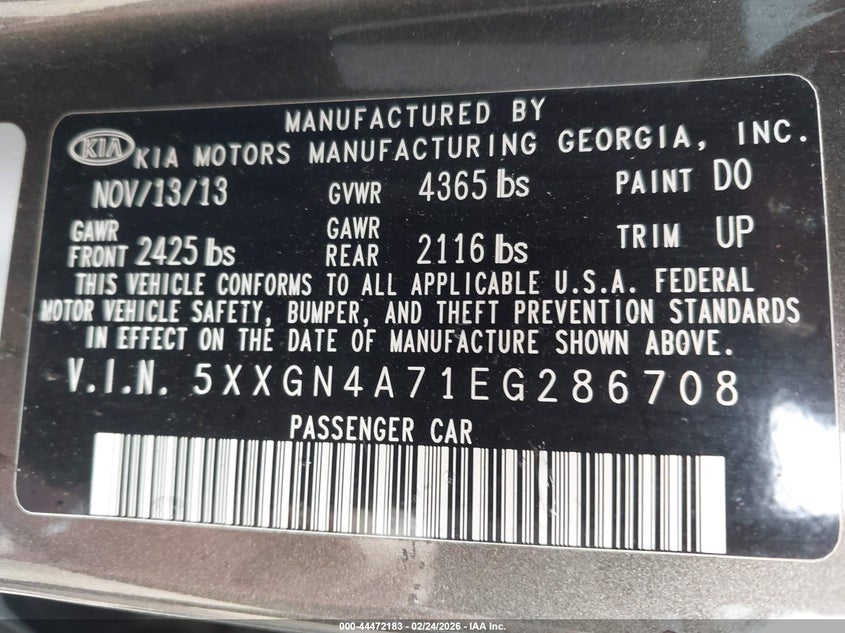 MANUFACTURED BY
KIA KIA MOTORS MANUFACTURING GEORGIA, INC.
NOV/13/13 GVWR 4365 lbs PAINT D0
GAWR FRONT 2425 lbs GAWR REAR 2116 lbs TRIM UP
THIS VEHICLE CONFORMS TO ALL APPLICABLE U.S.A. FEDERAL
MOTOR VEHICLE SAFETY, BUMPER, AND THEFT PREVENTION STANDARDS
IN EFFECT ON THE DATE OF MANUFACTURE SHOWN ABOVE.
V.I.N. 5XXGN4A71EG286708
PASSENGER CAR
000-44472183 - 02/24/2026 - IAA Inc.